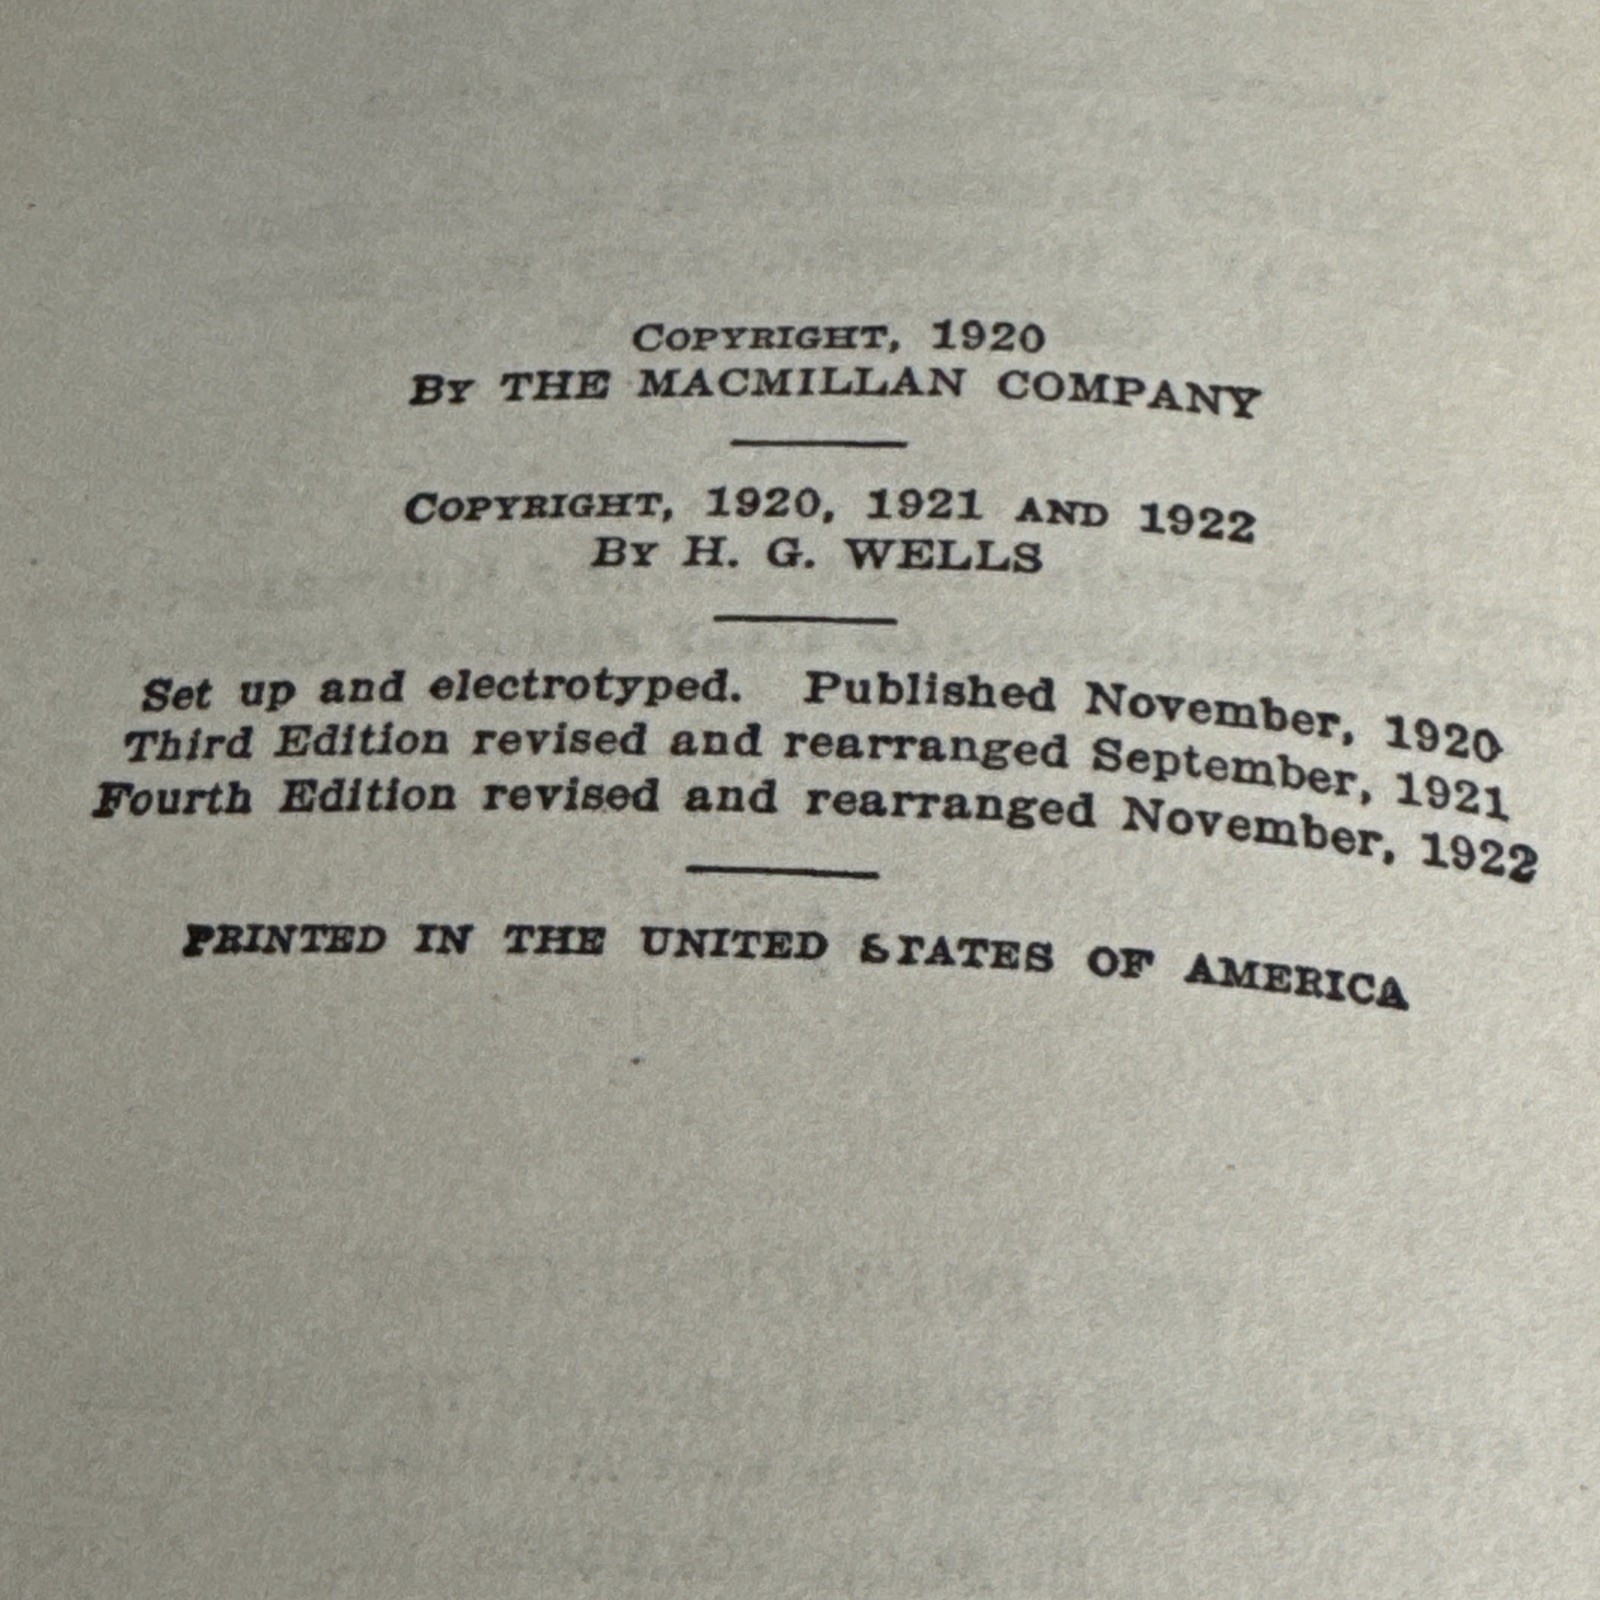 COPYRIGHT, 1920
BY THE MACMILLAN COMPANY
COPYRIGHT, 1920, 1921 AND 1922
BY H. G. WELLS
Set up and electrotyped. Published November, 1920
Third Edition revised and rearranged September, 1921
Fourth Edition revised and rearranged November, 1922
PRINTED IN THE UNITED STATES OF AMERICA